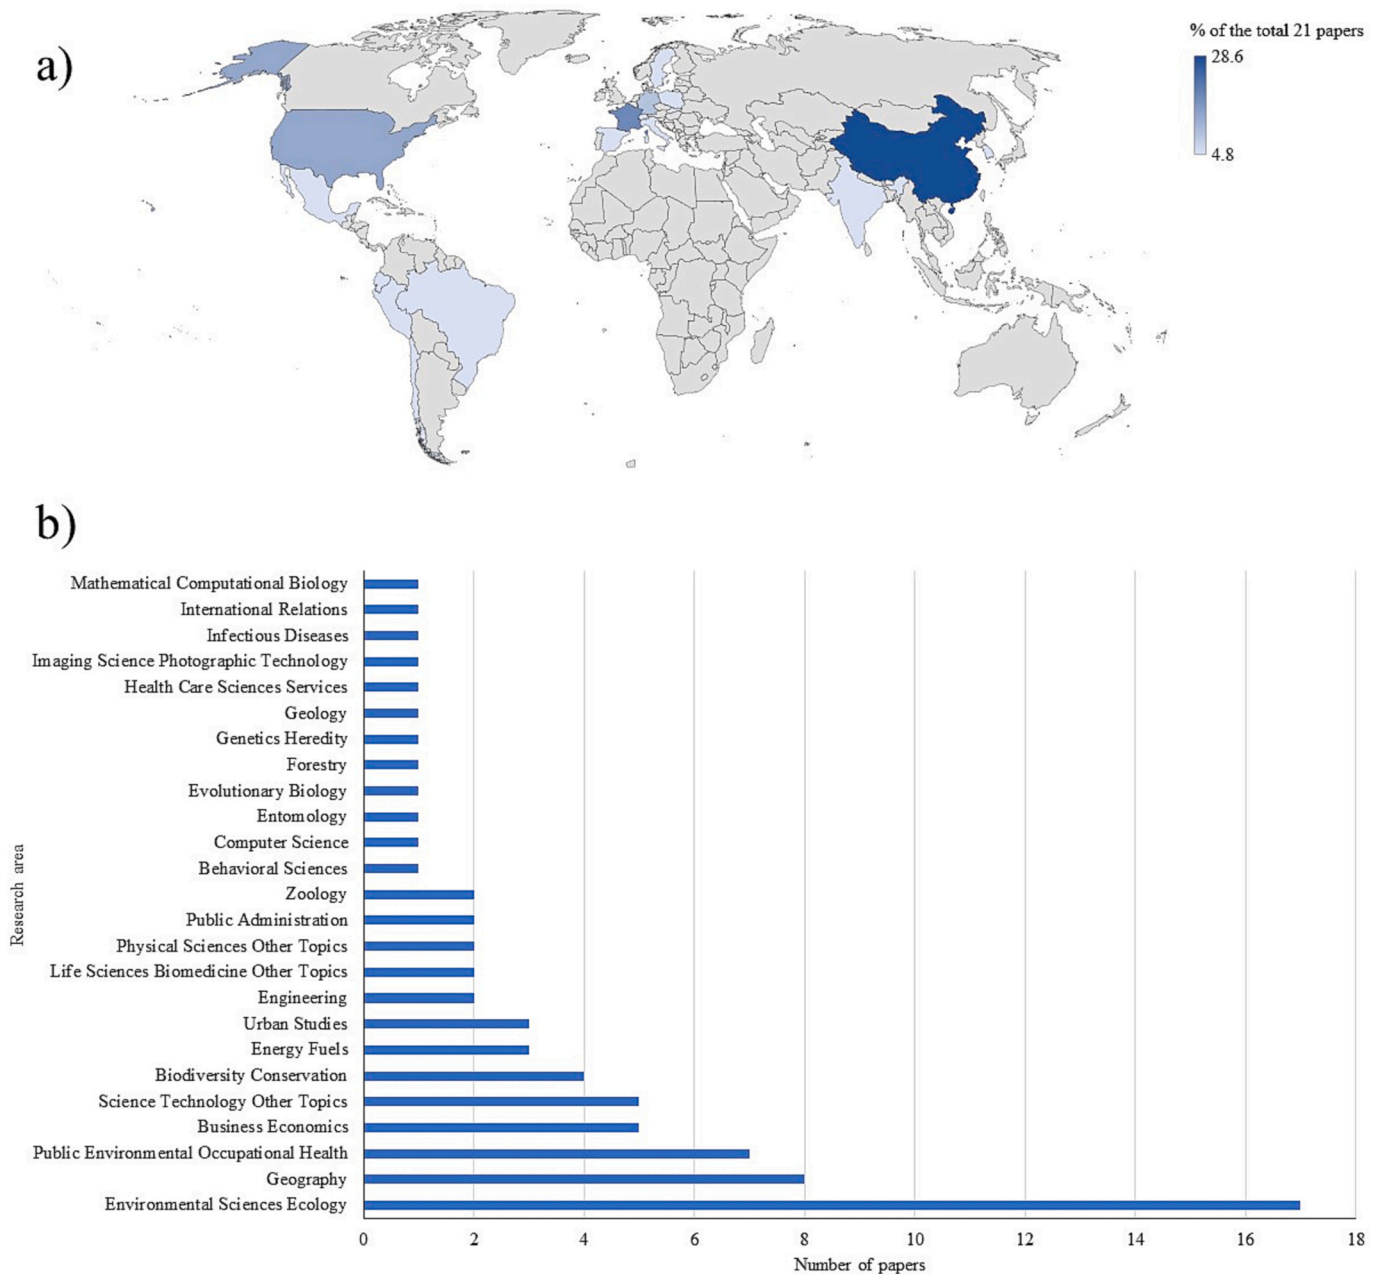 a)
% of the total 21 papers
28.6
4.8
b)
Mathematical Computational Biology
International Relations
Infectious Diseases
Imaging Science Photographic Technology
Health Care Sciences Services
Geology
Genetics Heredity
Forestry
Evolutionary Biology
Entomology
Computer Science
Behavioral Sciences
Zoology
Public Administration
Physical Sciences Other Topics
Life Sciences Biomedicine Other Topics
Engineering
Urban Studies
Energy Fuels
Biodiversity Conservation
Science Technology Other Topics
Business Economics
Public Environmental Occupational Health
Geography
Environmental Sciences Ecology
Research area
0 2 4 6 8 10 12 14 16 18
Number of papers